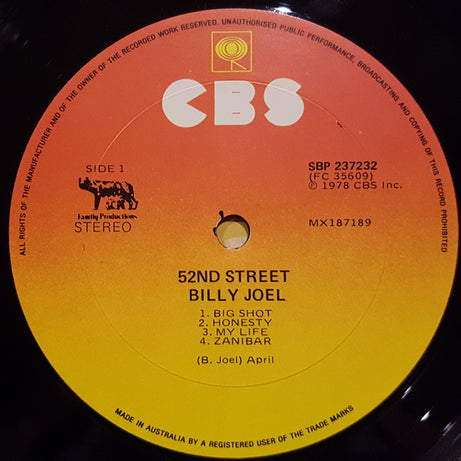 ALL RIGHTS OF THE MANUFACTURER AND OF THE OWNER OF THE RECORDED WORK RESERVED. UNAUTHORISED PUBLIC PERFORMANCE, BROADCASTING AND COPYING OF THIS RECORD PROHIBITED
CBS
SIDE 1
Family Productions
STEREO
SBP 237232
(FC 35609)
℗ 1978 CBS Inc.
MX187189
52ND STREET
BILLY JOEL
1. BIG SHOT
2. HONESTY
3. MY LIFE
4. ZANIBAR
(B. Joel) April
MADE IN AUSTRALIA BY A REGISTERED USER OF THE TRADE MARKS